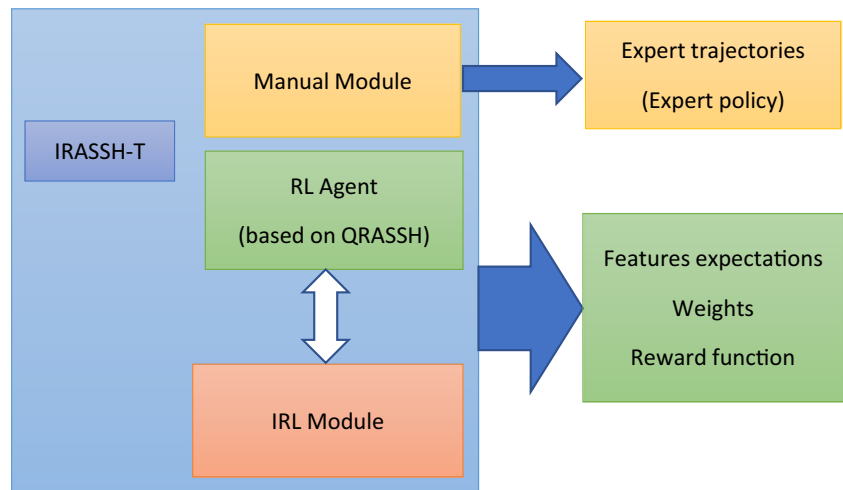 IRASSH-T
Manual Module
RL Agent
(based on QRASSH)
IRL Module
Expert trajectories
(Expert policy)
Features expectations
Weights
Reward function